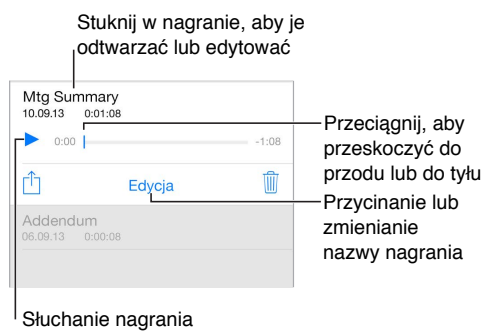 Stuknij w nagranie, aby je
odtwarzać lub edytować
Mtg Summary
10.09.13 0:01:08
0:00 -1:08
Przeciągnij, aby
przeskoczyć do
przodu lub do tyłu
Edycja
Przycinanie lub
zmienianie
nazwy nagrania
Addendum
06.09.13 0:00:08
Słuchanie nagrania